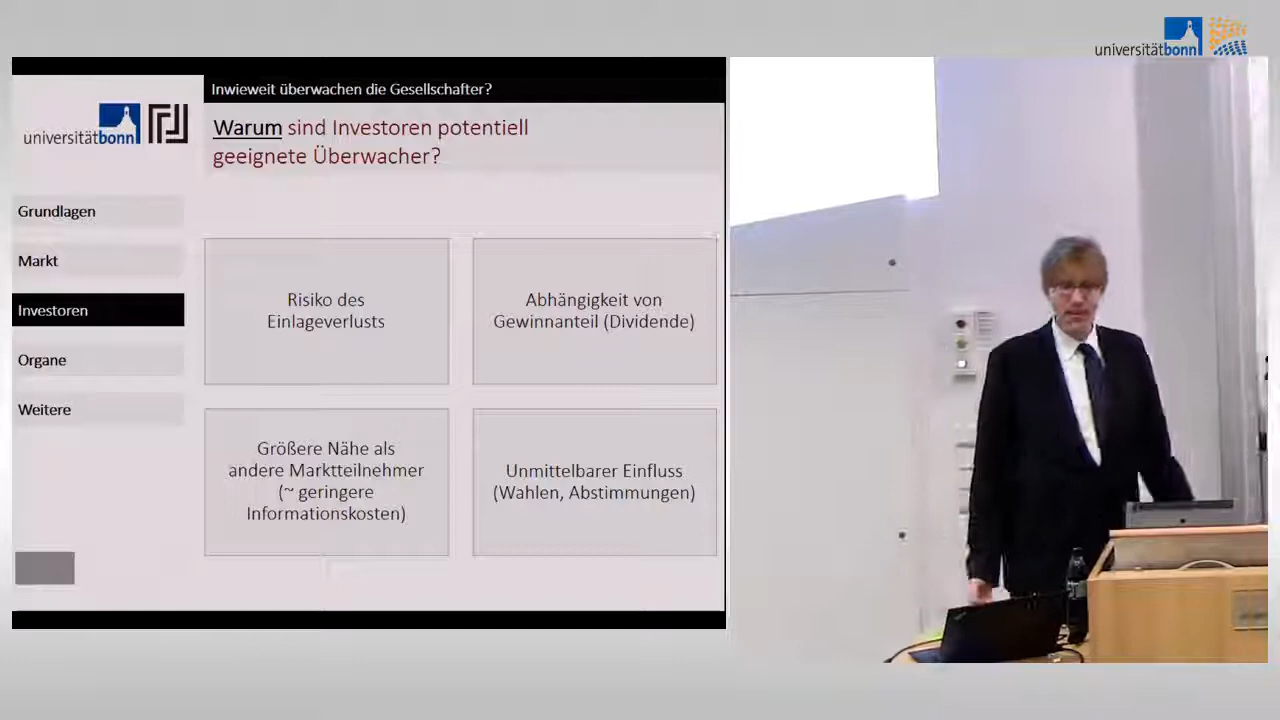 universitätbonn
Inwieweit überwachen die Gesellschafter?
universitätbonn
Warum sind Investoren potentiell
geeignete Überwacher?
Grundlagen
Markt
Investoren
Organe
Weitere
Risiko des
Einlageverlusts
Abhängigkeit von
Gewinnanteil (Dividende)
Größere Nähe als
andere Marktteilnehmer
(~ geringere
Informationskosten)
Unmittelbarer Einfluss
(Wahlen, Abstimmungen)